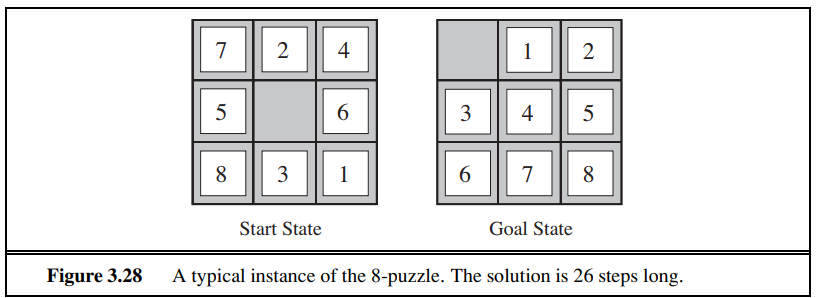 7 2 4 1 2
5 6 3 4 5
8 3 1 6 7 8
Start State Goal State
Figure 3.28 A typical instance of the 8-puzzle. The solution is 26 steps long.